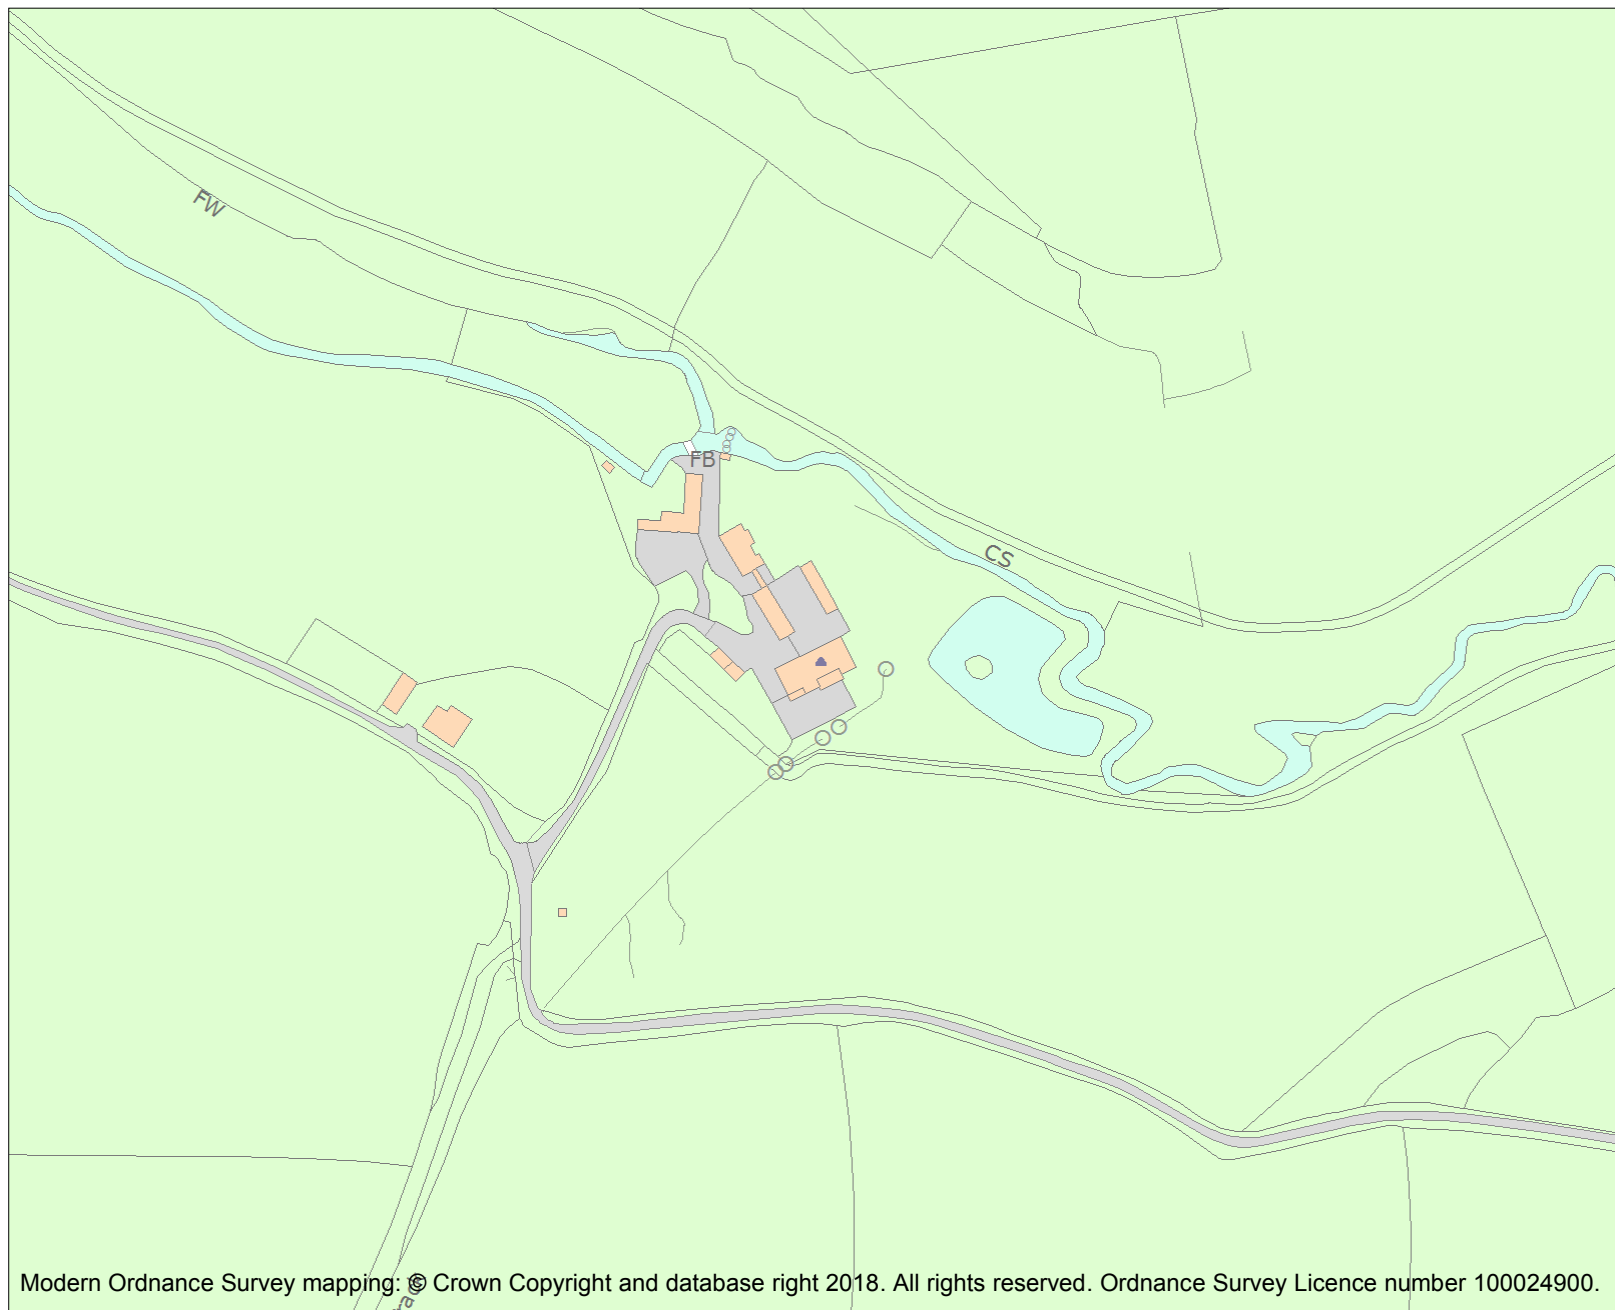 FW
FB
CS
Modern Ordnance Survey mapping: © Crown Copyright and database right 2018. All rights reserved. Ordnance Survey Licence number 100024900.